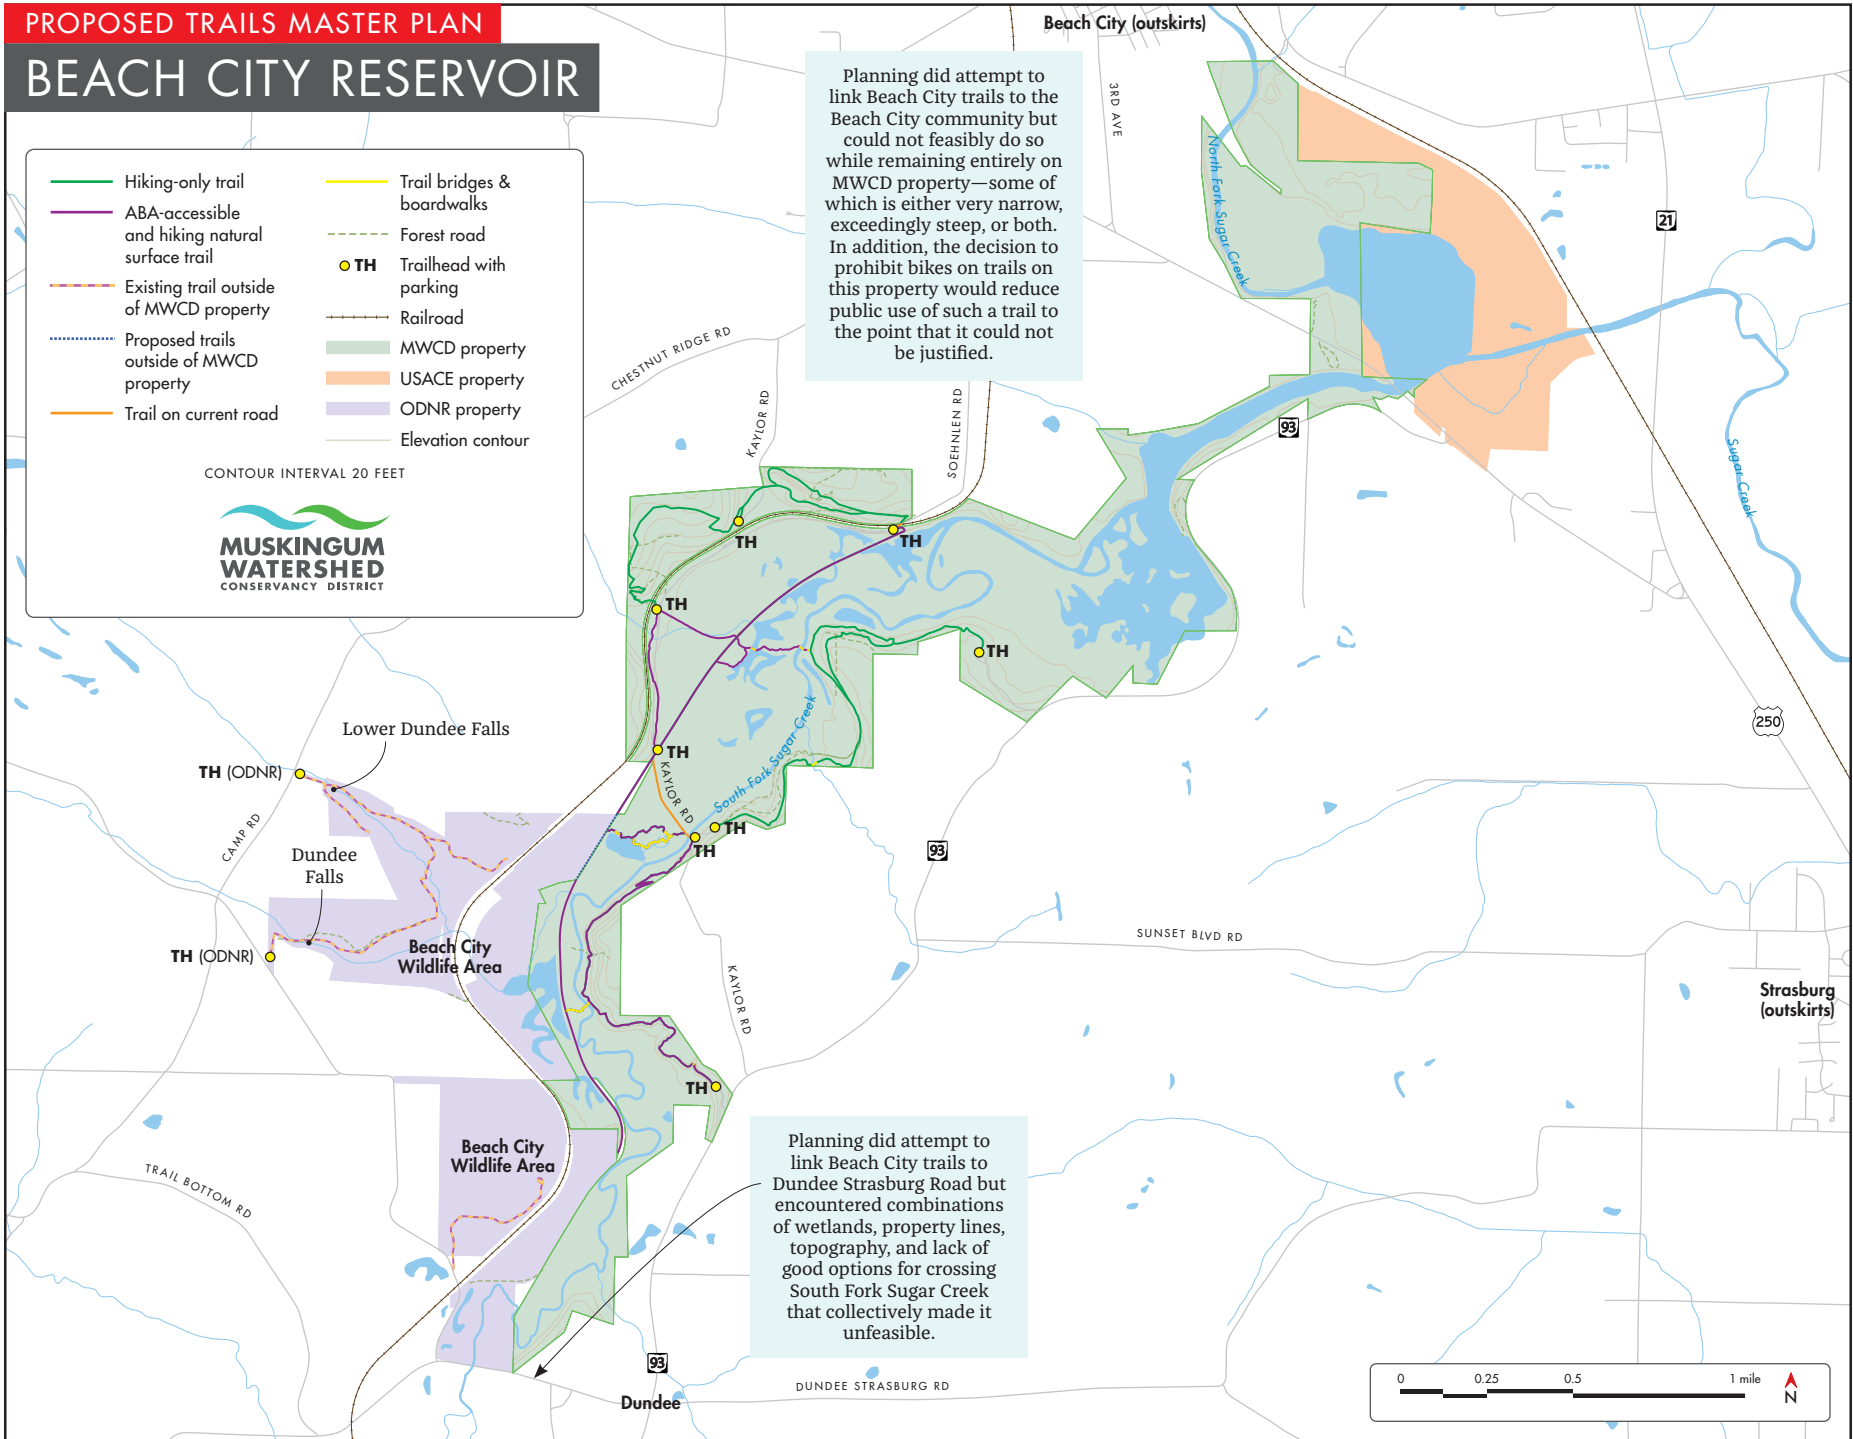 PROPOSED TRAILS MASTER PLAN
BEACH CITY RESERVOIR
Hiking-only trail
ABA-accessible
and hiking natural
surface trail
Existing trail outside
of MWCD property
Proposed trails
outside of MWCD
property
Trail on current road
Trail bridges &
boardwalks
Forest road
TH
Trailhead with
parking
Railroad
MWCD property
USACE property
ODNR property
Elevation contour
CONTOUR INTERVAL 20 FEET
MUSKINGUM
WATERSHED
CONSERVANCY DISTRICT
Beach City (outskirts)
Planning did attempt to
link Beach City trails to the
Beach City community but
could not feasibly do so
while remaining entirely on
MWCD property—some of
which is either very narrow,
exceedingly steep, or both.
In addition, the decision to
prohibit bikes on trails on
this property would reduce
public use of such a trail to
the point that it could not
be justified.
3RD AVE
North Fork Sugar Creek
21
CHESTNUT RIDGE RD
KAYLOR RD
SOEHNLEN RD
93
Sugar Creek
TH
TH
TH
TH
TH
250
Lower Dundee Falls
TH (ODNR)
KAYLOR RD
South Fork Sugar Creek
TH
TH
CAMP RD
Dundee
Falls
93
TH (ODNR)
Beach City
Wildlife Area
SUNSET BLVD RD
KAYLOR RD
Strasburg
(outskirts)
TH
Beach City
Wildlife Area
TRAIL BOTTOM RD
Planning did attempt to
link Beach City trails to
Dundee Strasburg Road but
encountered combinations
of wetlands, property lines,
topography, and lack of
good options for crossing
South Fork Sugar Creek
that collectively made it
unfeasible.
93
Dundee
DUNDEE STRASBURG RD
0 0.25 0.5 1 mile
N